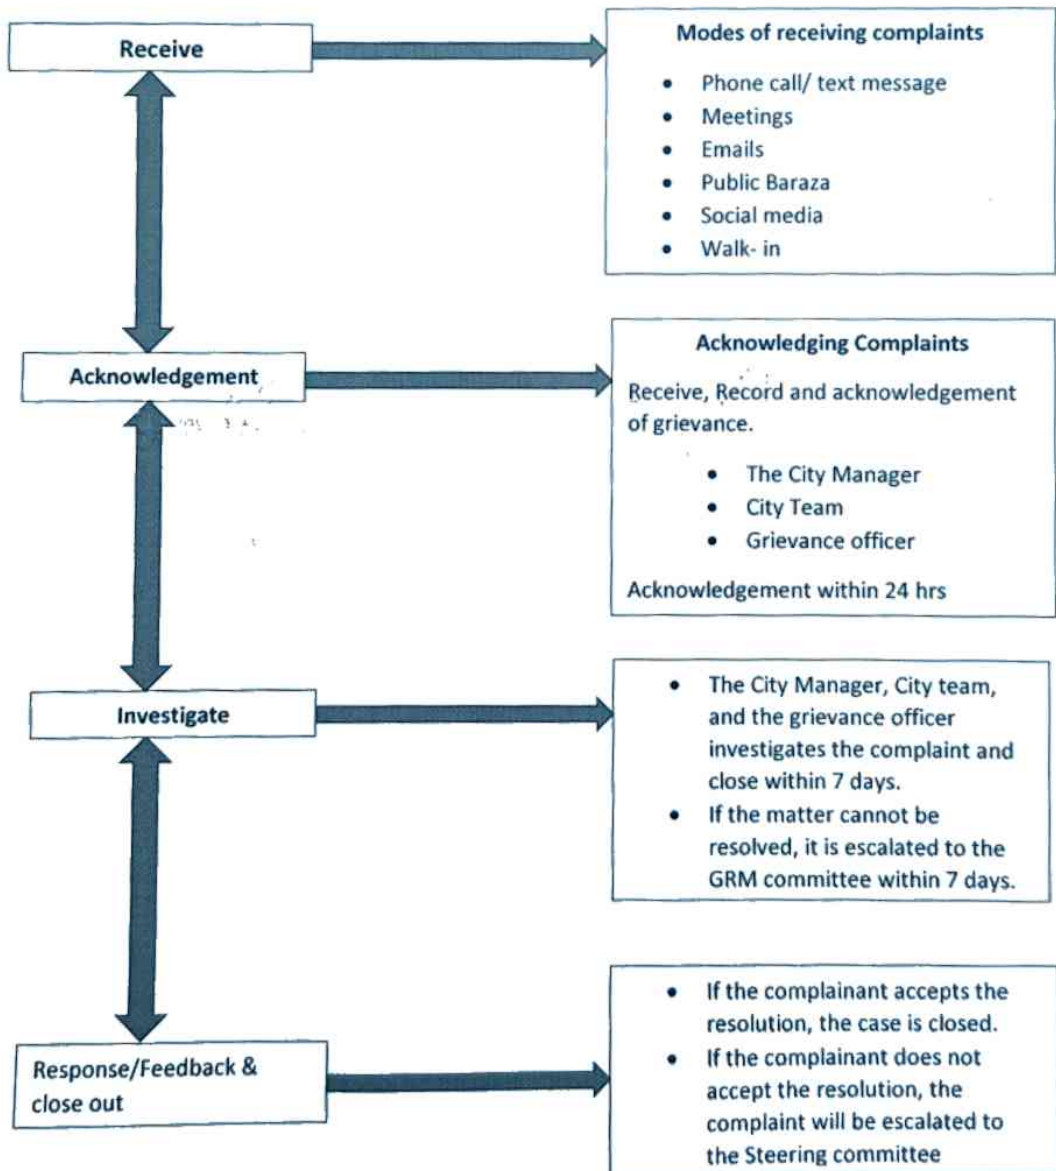 Receive
Modes of receiving complaints
• Phone call/ text message
• Meetings
• Emails
• Public Baraza
• Social media
• Walk- in
Acknowledgement
Acknowledging Complaints
Receive, Record and acknowledgement
of grievance.
• The City Manager
• City Team
• Grievance officer
Acknowledgement within 24 hrs
Investigate
• The City Manager, City team,
and the grievance officer
investigates the complaint and
close within 7 days.
• If the matter cannot be
resolved, it is escalated to the
GRM committee within 7 days.
Response/Feedback &
close out
• If the complainant accepts the
resolution, the case is closed.
• If the complainant does not
accept the resolution, the
complaint will be escalated to
the Steering committee